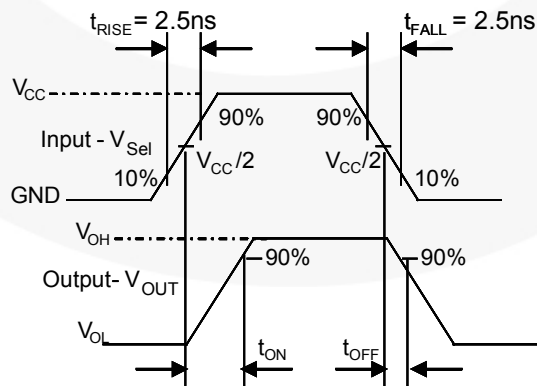 tRISE = 2.5ns
tFALL = 2.5ns
VCC
90%
90%
Input - VSel
VCC/2
VCC/2
10%
10%
GND
VOH
90%
90%
Output- VOUT
VOL
tON
tOFF